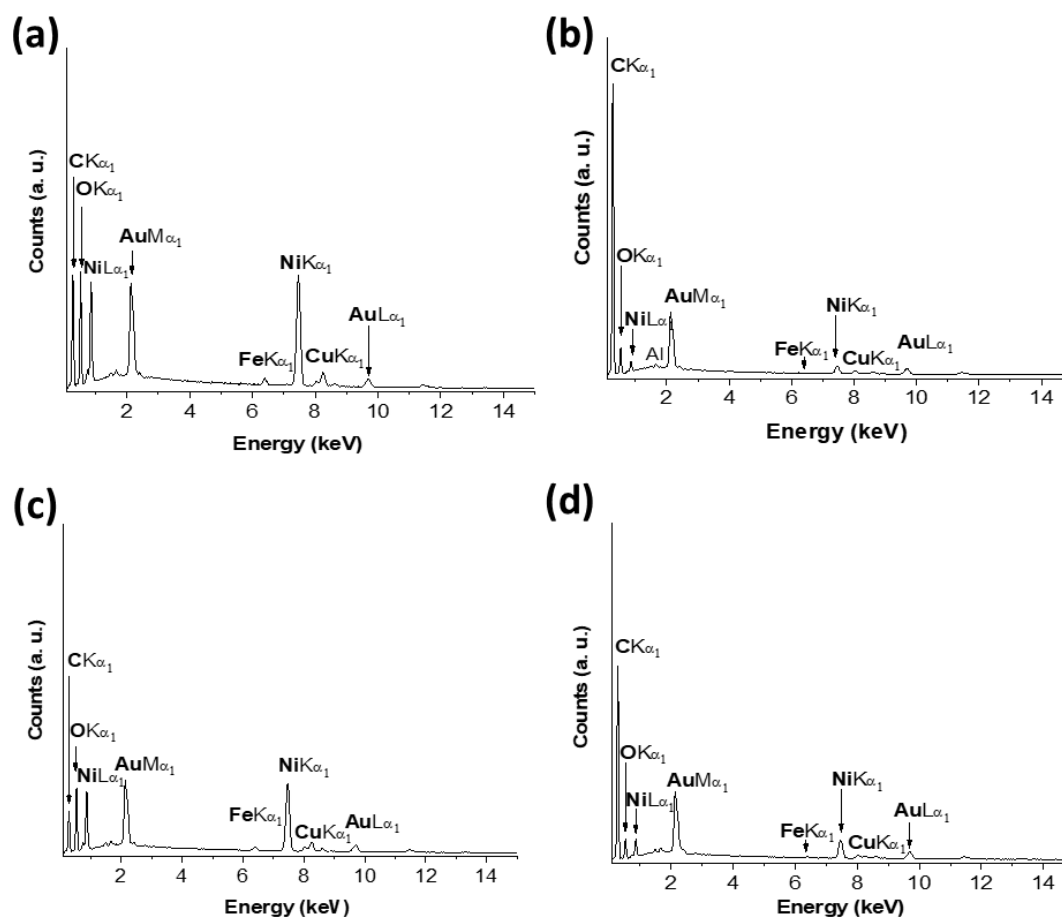 (a)
Counts (a. u.)
CKα1
OKα1
NiLα1
AuMα1
FeKα1
NiKα1
CuKα1
AuLα1
2 4 6 8 10 12 14
Energy (keV)
(b)
Counts (a. u.)
CKα1
OKα1
NiLα
Al
AuMα1
FeKα1
NiKα1
CuKα1
AuLα1
2 4 6 8 10 12 14
Energy (keV)
(c)
Counts (a. u.)
CKα1
OKα1
NiLα1
AuMα1
FeKα1
NiKα1
CuKα1
AuLα1
2 4 6 8 10 12 14
Energy (keV)
(d)
Counts (a. u.)
CKα1
OKα1
NiLα1
AuMα1
FeKα1
NiKα1
CuKα1
AuLα1
2 4 6 8 10 12 14
Energy (keV)